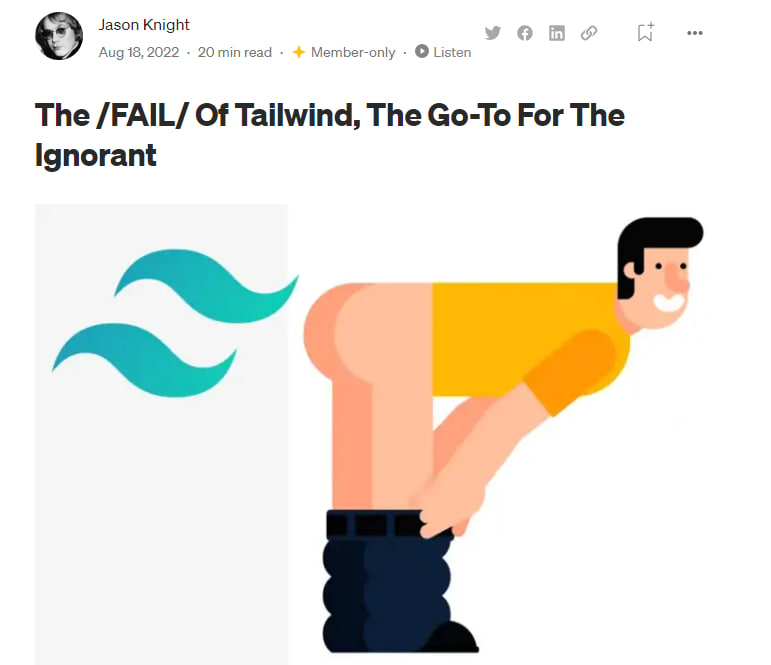 Jason Knight
Aug 18, 2022 · 20 min read · Member-only · Listen
The /FAIL/ Of Tailwind, The Go-To For The
Ignorant